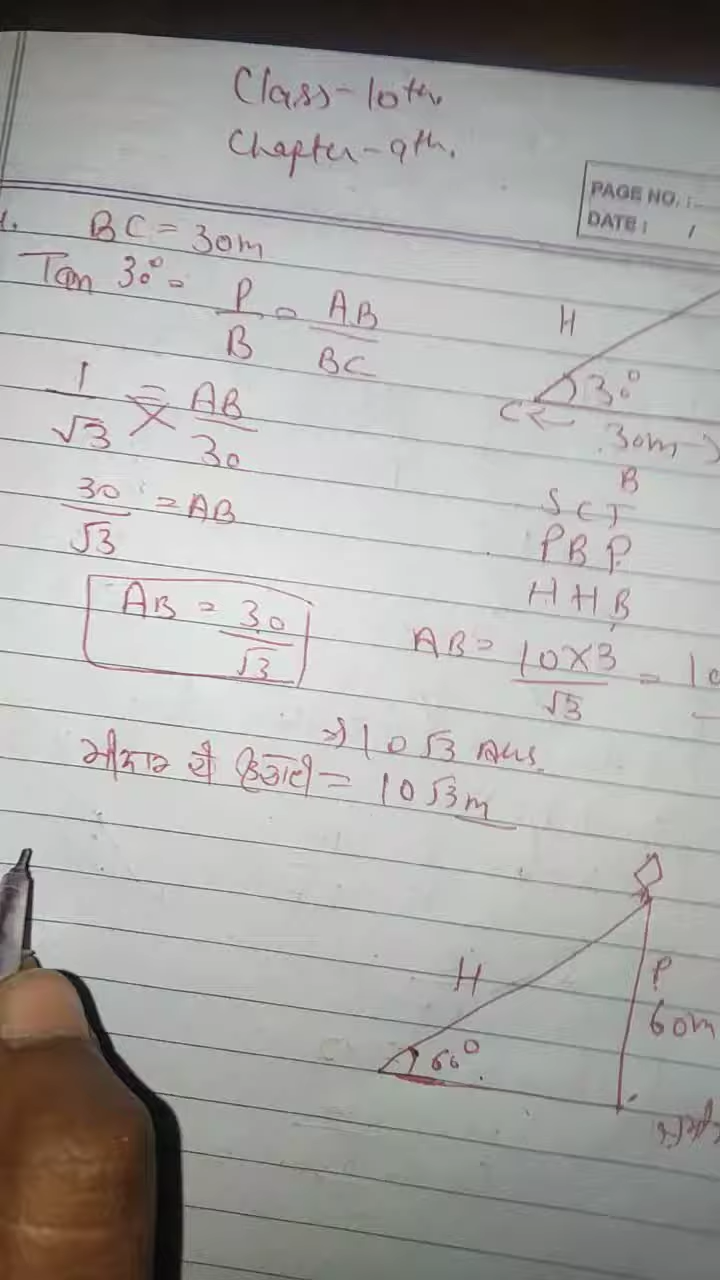 Class-10th.
Chapter-9th.
PAGE NO. :
DATE : /
1. BC = 30m
Tan 30° = P/B = AB/BC
H
30°
C
30m
B
1/√3 = AB/30
30/√3 = AB
S C T
P B P
H H B
AB = 30/√3
AB = 10×3/√3 =
⇒ 10√3 Ans.
मीनार की ऊँचाई = 10√3 m
H
P
60m
60°